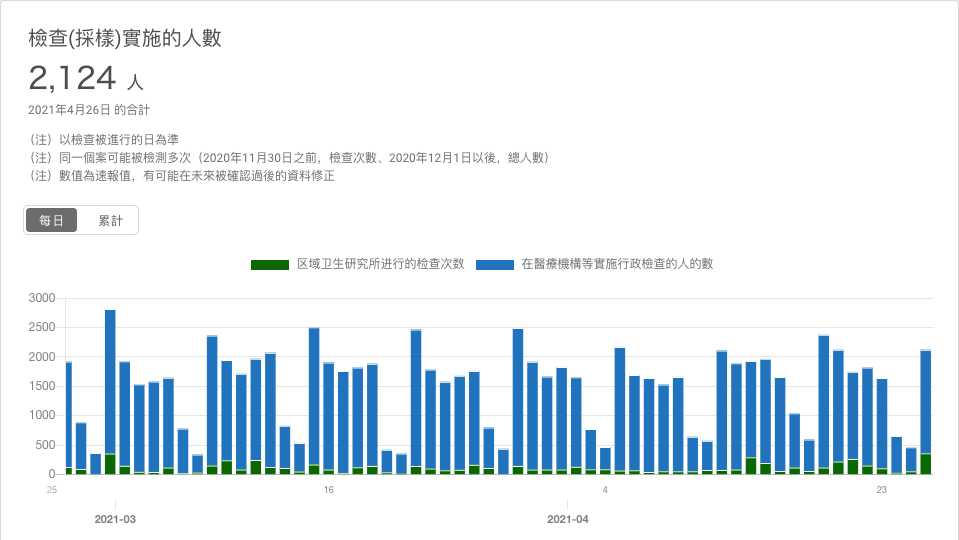 檢查(採樣)實施的人數
2,124 人
2021年4月26日 的合計
（注）以檢查被進行的日為準
（注）同一個案可能被檢測多次（2020年11月30日之前，檢查次數、2020年12月1日以後，總人數）
（注）數值為速報值，有可能在未來被確認過後的資料修正
每日 累計
区域卫生研究所进行的检查次数 在醫療機構等實施行政檢查的人的數
3000
2500
2000
1500
1000
500
0
25 16 4 23
2021-03 2021-04